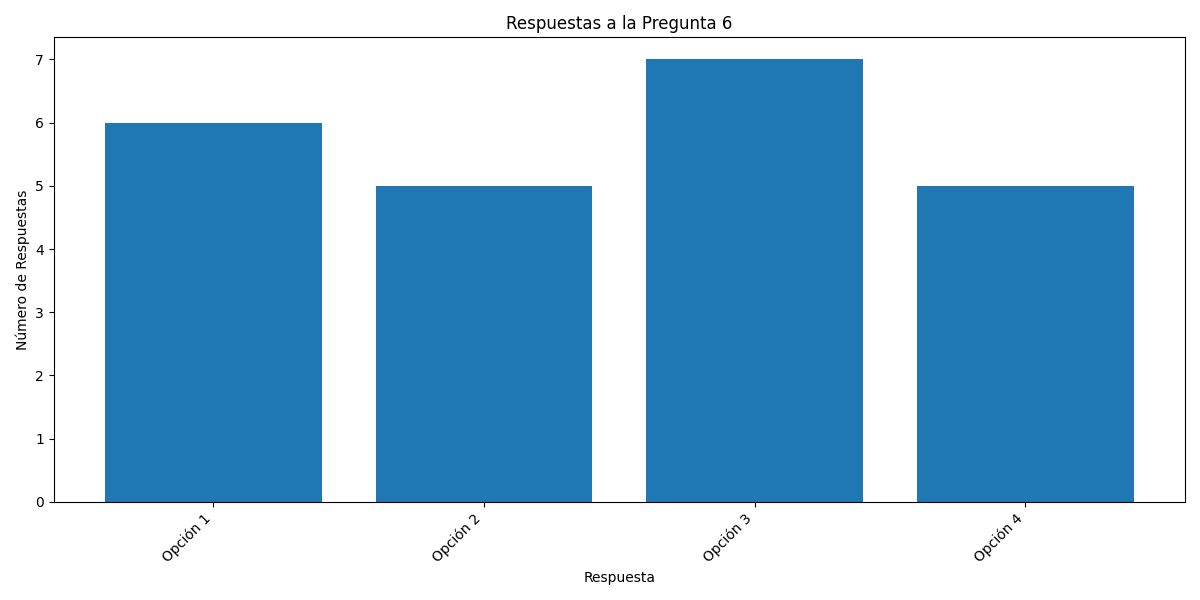 Respuestas a la Pregunta 6
Número de Respuestas
7
6
5
4
3
2
1
0
Opción 1
Opción 2
Opción 3
Opción 4
Respuesta